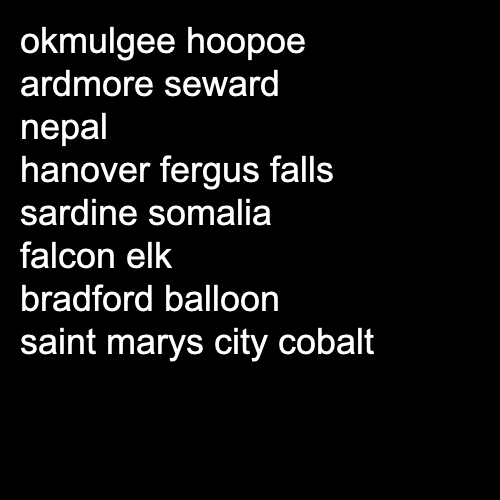 okmulgee hoopoe
ardmore seward
nepal
hanover fergus falls
sardine somalia
falcon elk
bradford balloon
saint marys city cobalt